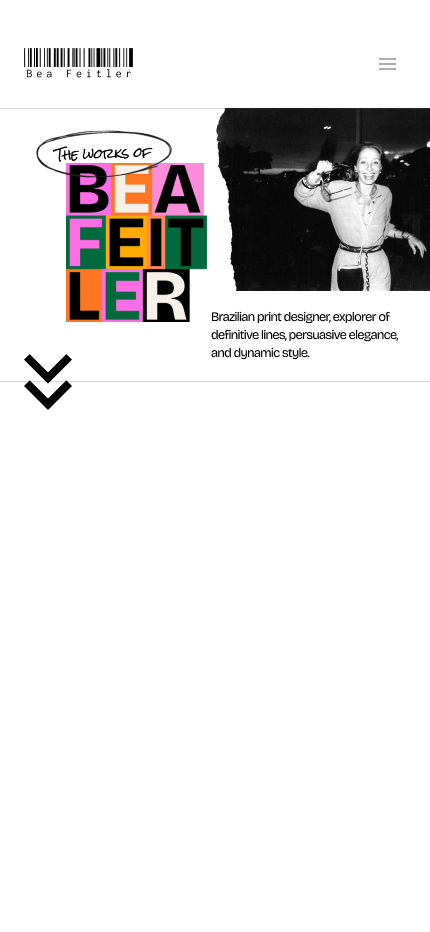 Bea Feitler
THE WORKS OF
BEA
FEIT
LER
Brazilian print designer, explorer of
definitive lines, persuasive elegance,
and dynamic style.